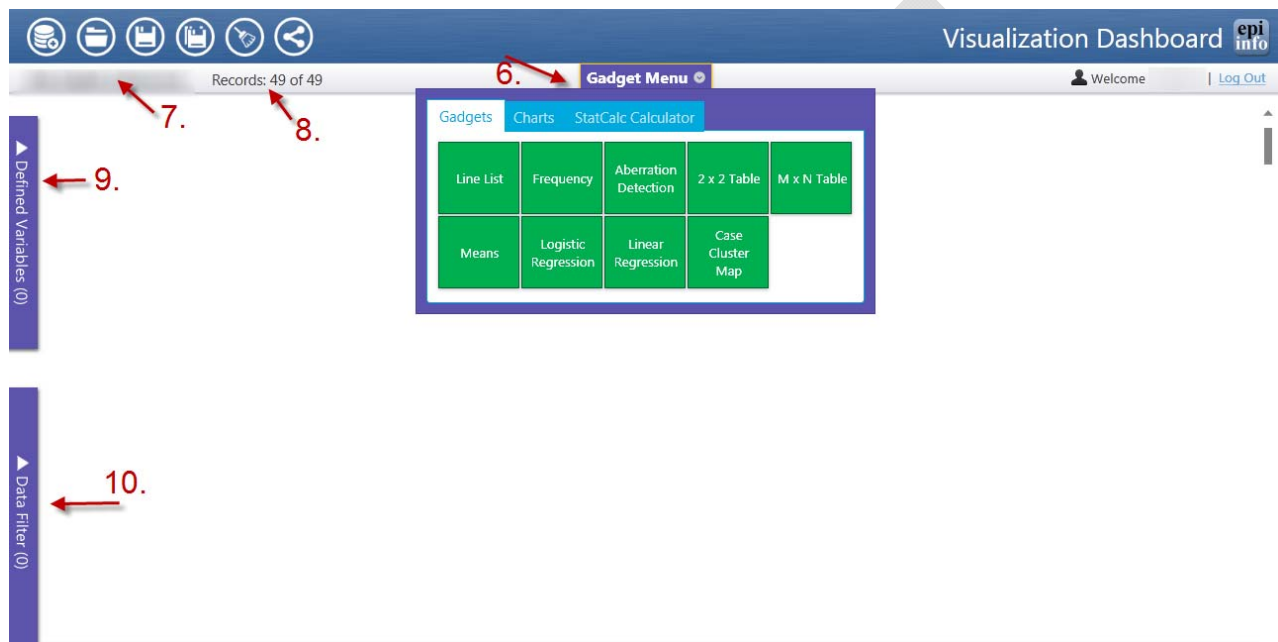 Visualization Dashboard epi info
Records: 49 of 49
6.
Gadget Menu
Welcome | Log Out
7.
8.
Gadgets Charts StatCalc Calculator
Line List
Frequency
Aberration
Detection
2 x 2 Table
M x N Table
Means
Logistic
Regression
Linear
Regression
Case
Cluster
Map
9.
Defined Variables (0)
10.
Data Filter (0)